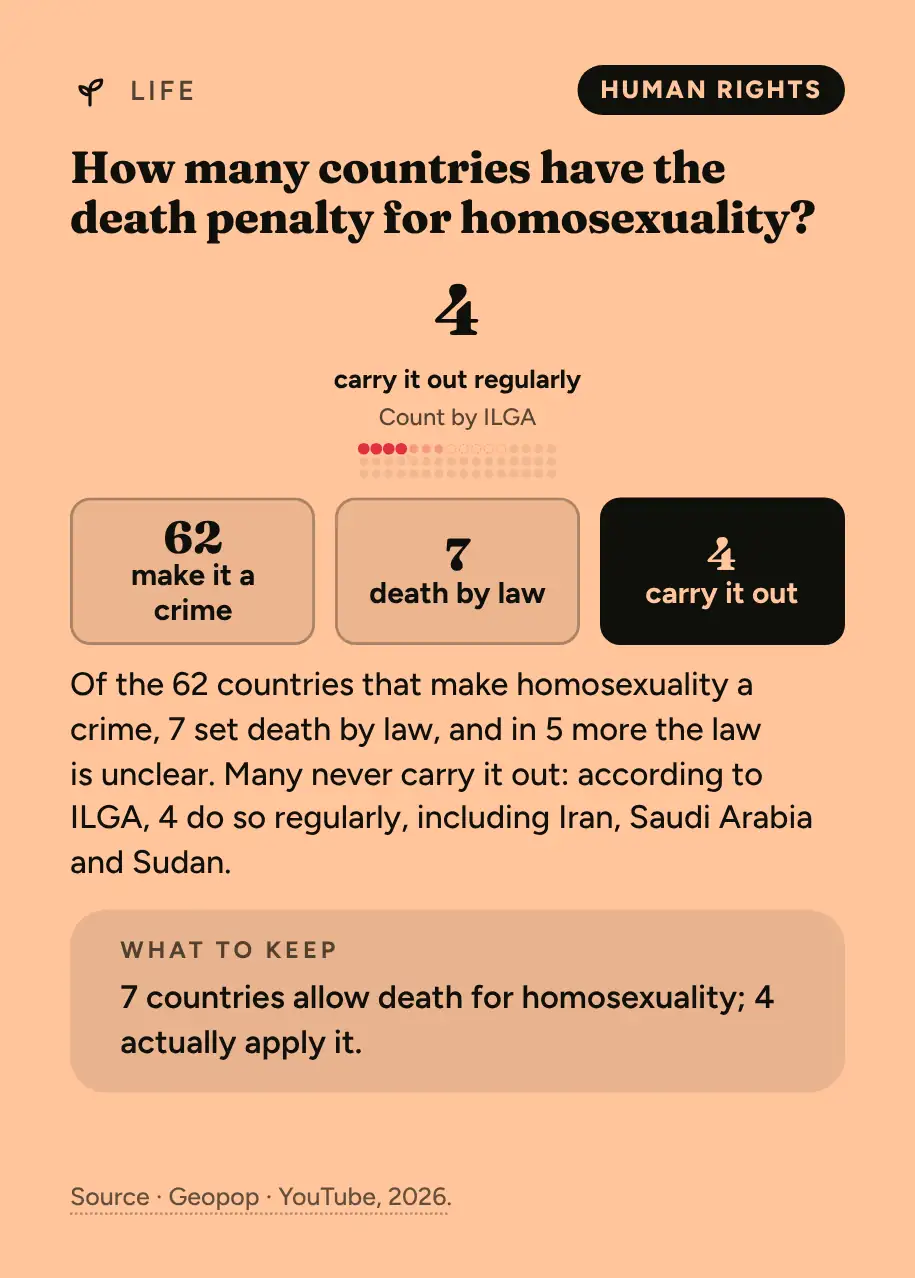 LIFE
HUMAN RIGHTS
How many countries have the
death penalty for homosexuality?
4
carry it out regularly
Count by ILGA
62
make it a
crime
7
death by law
4
carry it out
Of the 62 countries that make homosexuality a
crime, 7 set death by law, and in 5 more the law
is unclear. Many never carry it out: according to
ILGA, 4 do so regularly, including Iran, Saudi Arabia
and Sudan.
WHAT TO KEEP
7 countries allow death for homosexuality; 4
actually apply it.
Source · Geopop · YouTube, 2026.